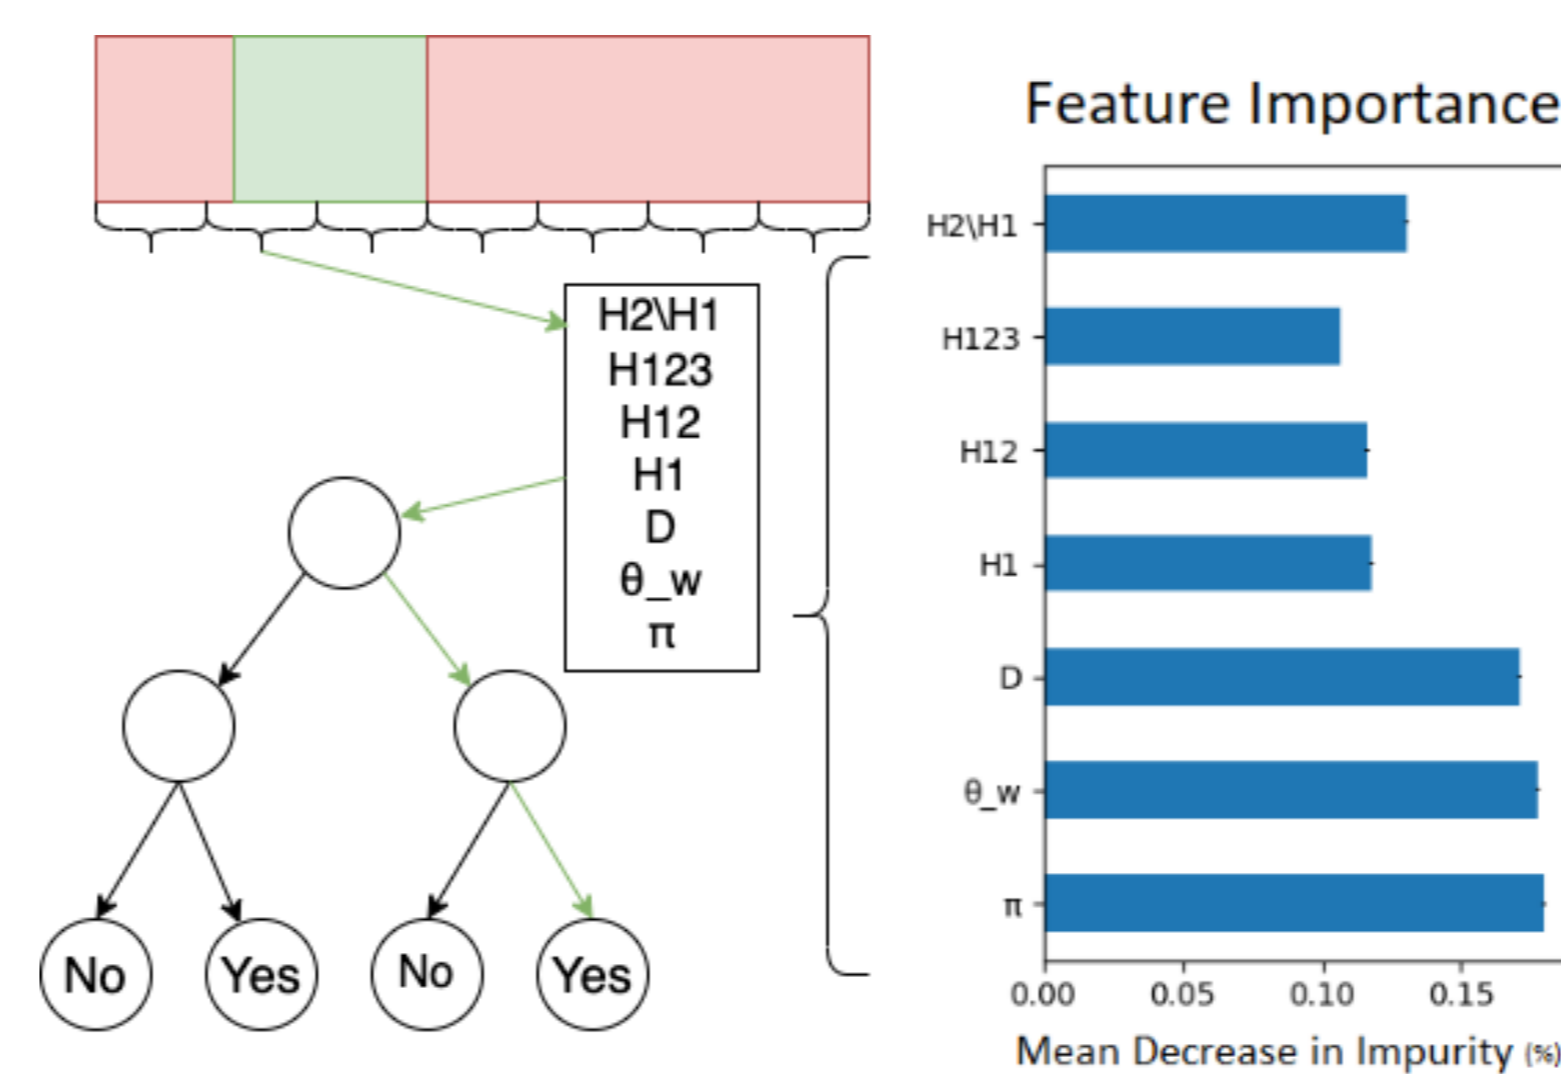 H2\H1
H123
H12
H1
D
θ_w
π
No
Yes
No
Yes
Feature Importance
H2\H1
H123
H12
H1
D
θ_w
π
0.00 0.05 0.10 0.15
Mean Decrease in Impurity (%)